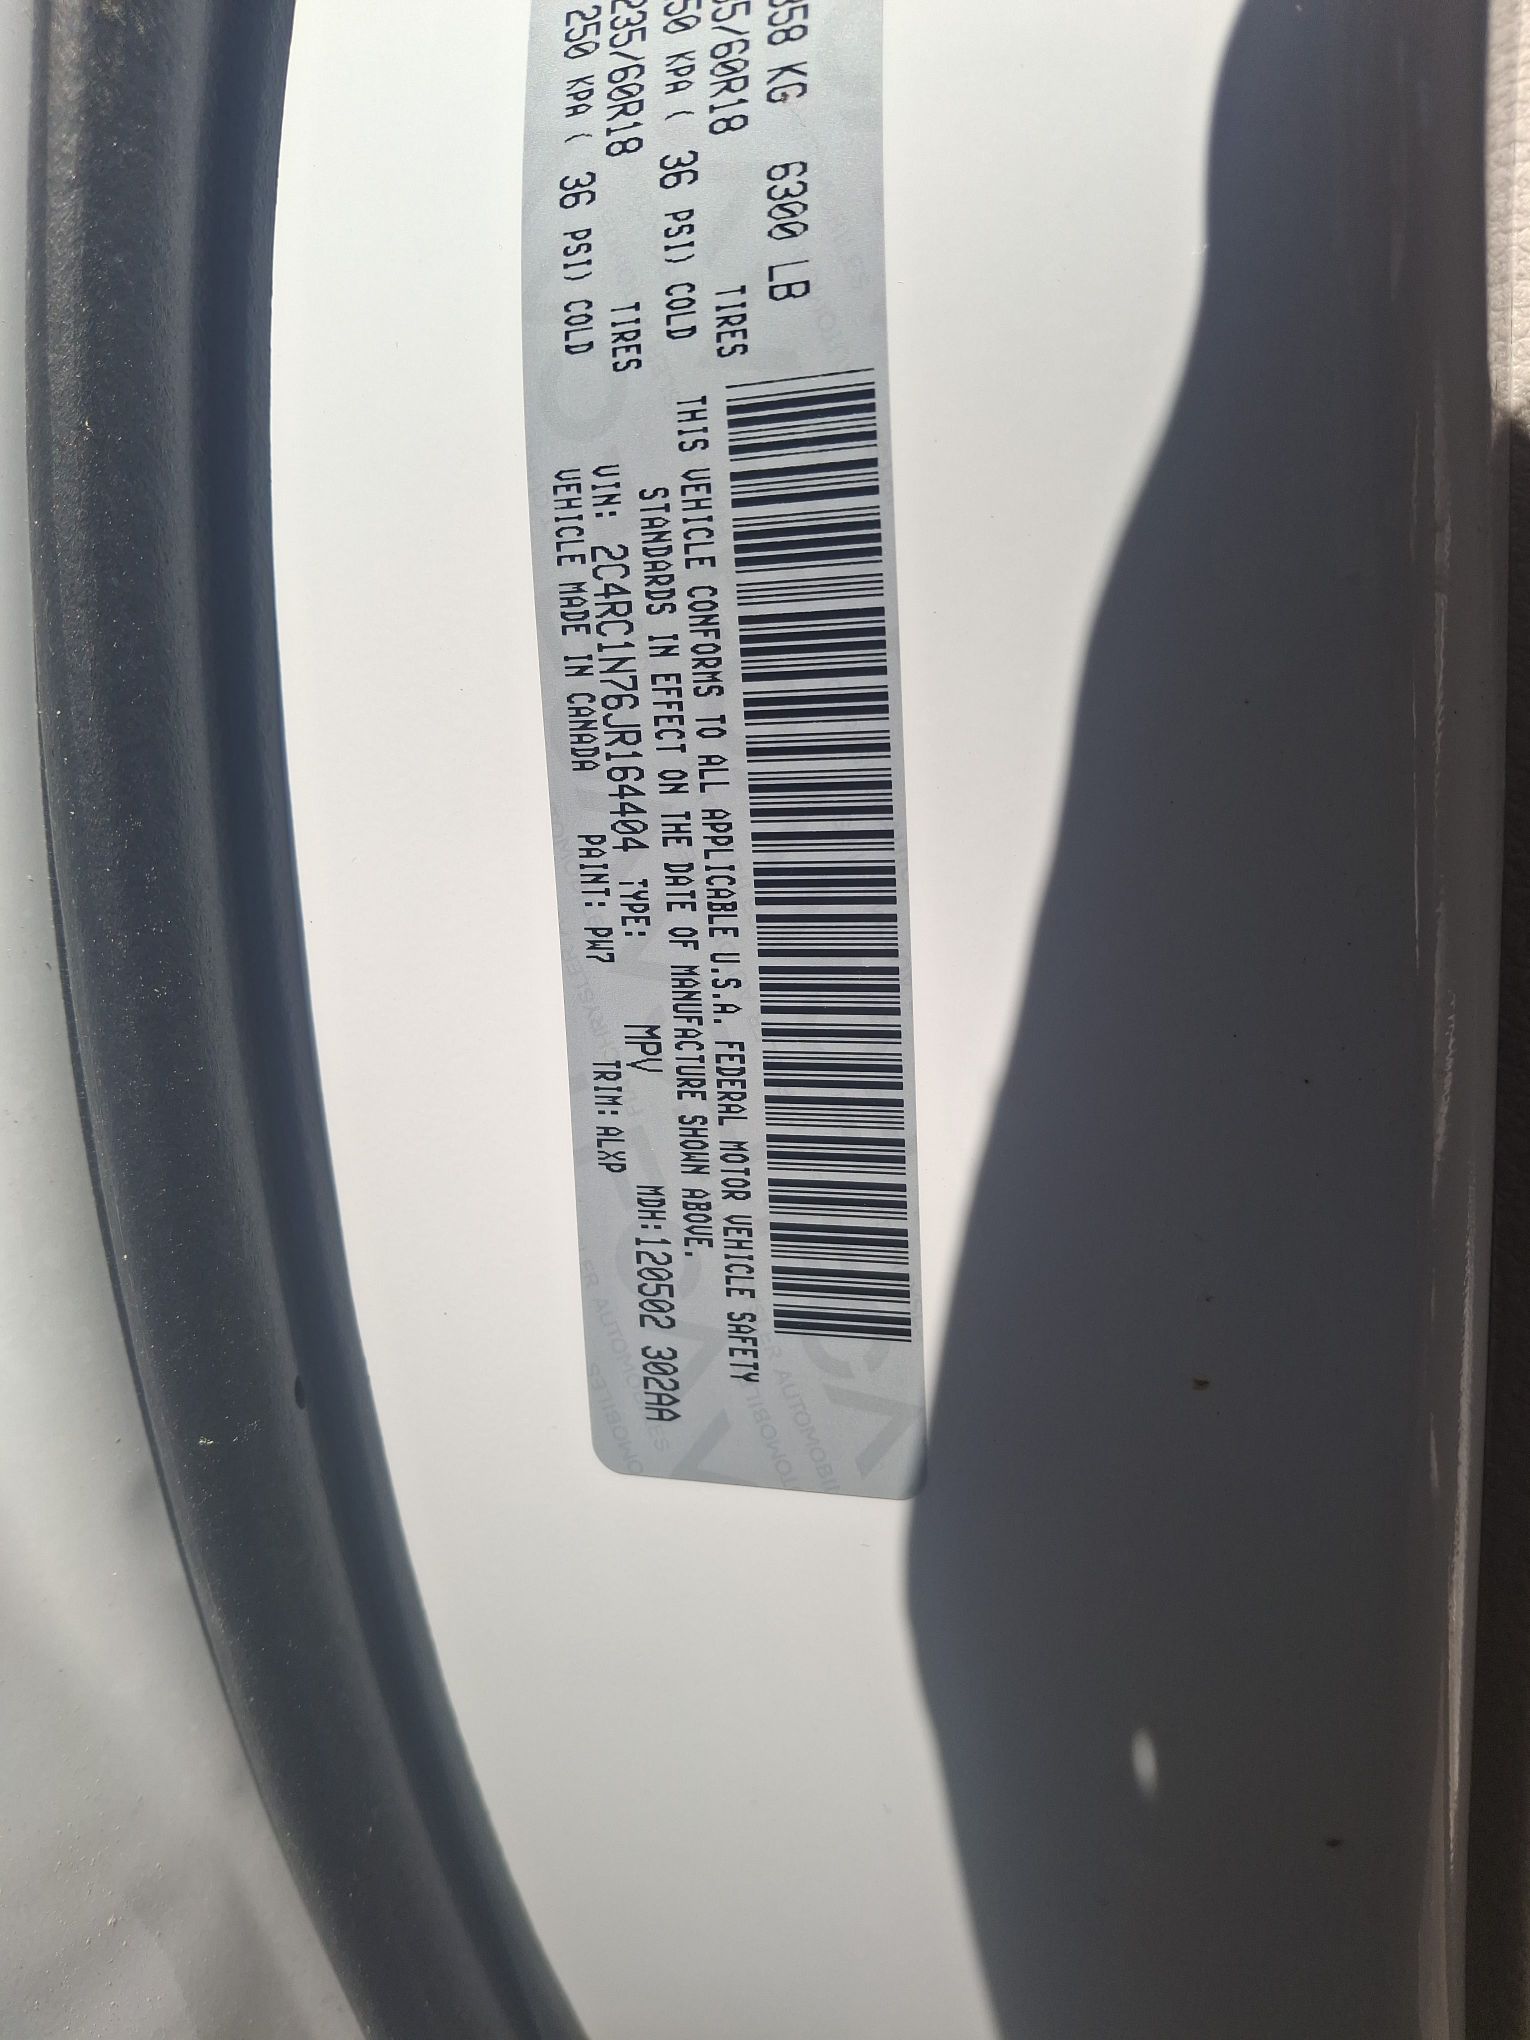 358 KG 6300 LB
5/60R18 TIRES
50 KPA ( 36 PSI) COLD
235/60R18 TIRES
250 KPA ( 36 PSI) COLD
THIS VEHICLE CONFORMS TO ALL APPLICABLE U.S.A. FEDERAL MOTOR VEHICLE SAFETY
STANDARDS IN EFFECT ON THE DATE OF MANUFACTURE SHOWN ABOVE.
VIN: 2C4RC1N76JR164404 TYPE: MPV MDH:120502 302AA
VEHICLE MADE IN CANADA PAINT: PW7 TRIM: ALXP